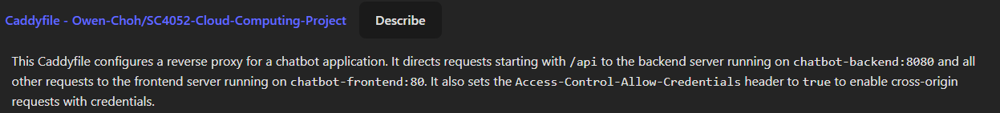 Caddyfile - Owen-Choh/SC4052-Cloud-Computing-Project Describe
This Caddyfile configures a reverse proxy for a chatbot application. It directs requests starting with /api to the backend server running on chatbot-backend:8080 and all
other requests to the frontend server running on chatbot-frontend:80. It also sets the Access-Control-Allow-Credentials header to true to enable cross-origin
requests with credentials.